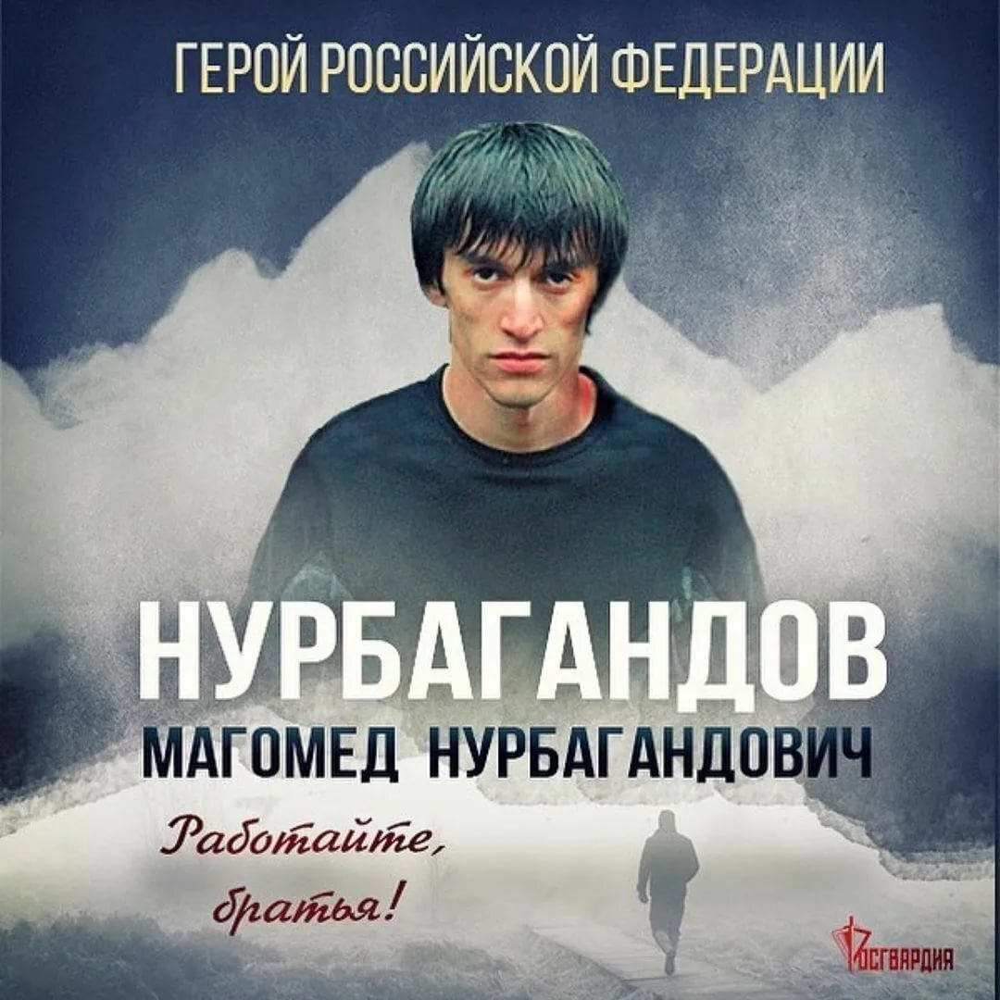 ГЕРОЙ РОССИЙСКОЙ ФЕДЕРАЦИИ
НУРБАГАНДОВ
МАГОМЕД НУРБАГАНДОВИЧ
Работайте,
братья!
РОСГВАРДИЯ